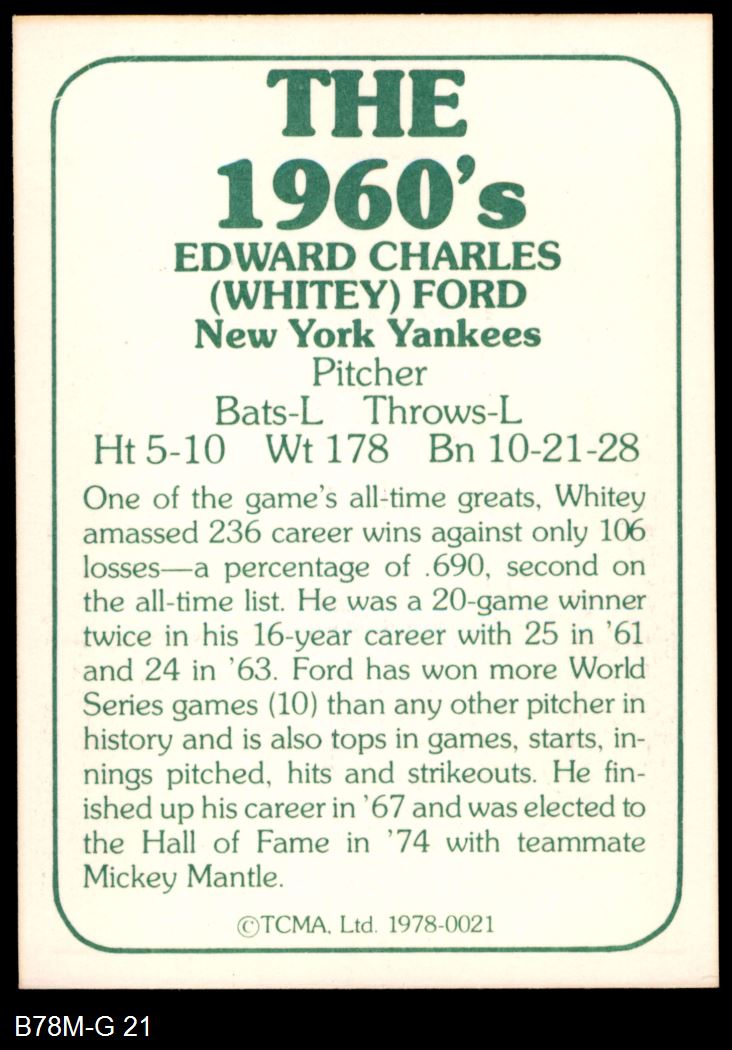 THE
1960's
EDWARD CHARLES
(WHITEY) FORD
New York Yankees
Pitcher
Bats-L Throws-L
Ht 5-10 Wt 178 Bn 10-21-28
One of the game's all-time greats, Whitey
amassed 236 career wins against only 106
losses—a percentage of .690, second on
the all-time list. He was a 20-game winner
twice in his 16-year career with 25 in '61
and 24 in '63. Ford has won more World
Series games (10) than any other pitcher in
history and is also tops in games, starts, in-
nings pitched, hits and strikeouts. He fin-
ished up his career in '67 and was elected to
the Hall of Fame in '74 with teammate
Mickey Mantle.
©TCMA, Ltd. 1978-0021
B78M-G 21